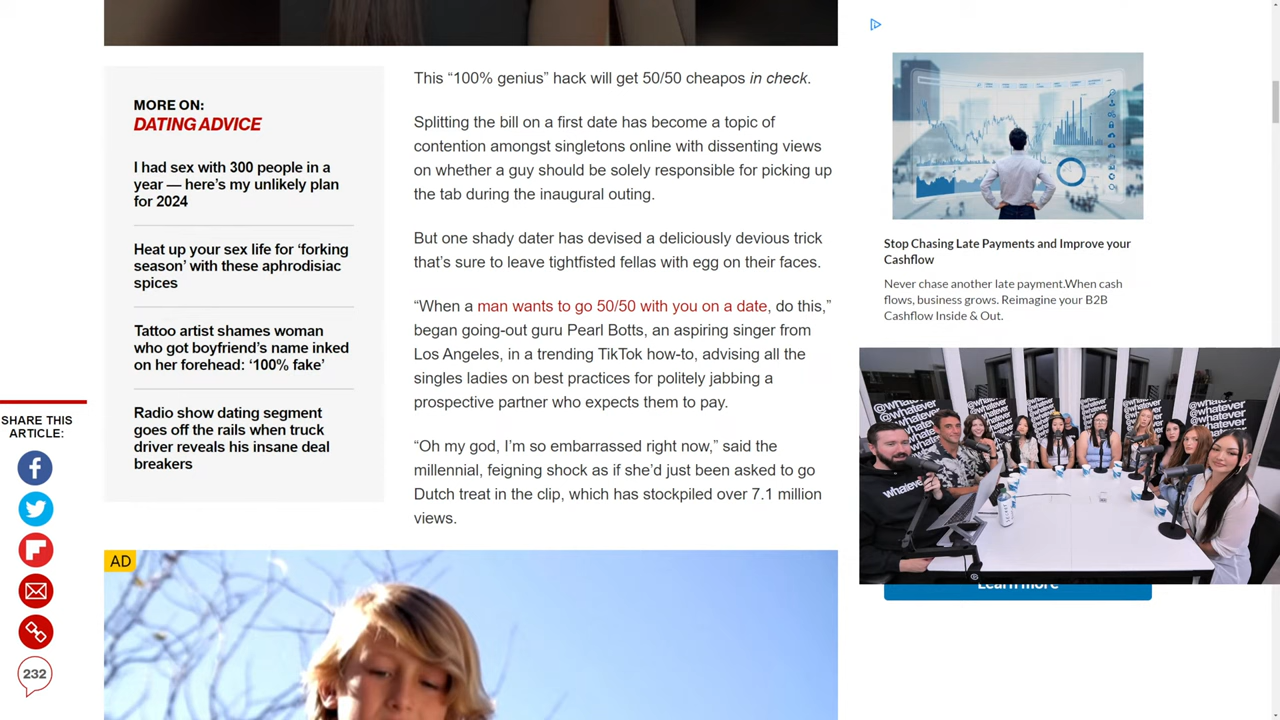 MORE ON:
DATING ADVICE
I had sex with 300 people in a
year — here's my unlikely plan
for 2024
Heat up your sex life for ‘forking
season’ with these aphrodisiac
spices
Tattoo artist shames woman
who got boyfriend’s name inked
on her forehead: ‘100% fake’
Radio show dating segment
goes off the rails when truck
driver reveals his insane deal
breakers
SHARE THIS
ARTICLE:
232
This “100% genius” hack will get 50/50 cheapos in check.
Splitting the bill on a first date has become a topic of
contention amongst singletons online with dissenting views
on whether a guy should be solely responsible for picking up
the tab during the inaugural outing.
But one shady dater has devised a deliciously devious trick
that’s sure to leave tightfisted fellas with egg on their faces.
“When a man wants to go 50/50 with you on a date, do this,”
began going-out guru Pearl Botts, an aspiring singer from
Los Angeles, in a trending TikTok how-to, advising all the
singles ladies on best practices for politely jabbing a
prospective partner who expects them to pay.
“Oh my god, I’m so embarrassed right now,” said the
millennial, feigning shock as if she’d just been asked to go
Dutch treat in the clip, which has stockpiled over 7.1 million
views.
AD
Stop Chasing Late Payments and Improve your
Cashflow
Never chase another late payment.When cash
flows, business grows. Reimagine your B2B
Cashflow Inside & Out.
@whatever
@whatever
@whatever
@whatever
whatever
Learn more